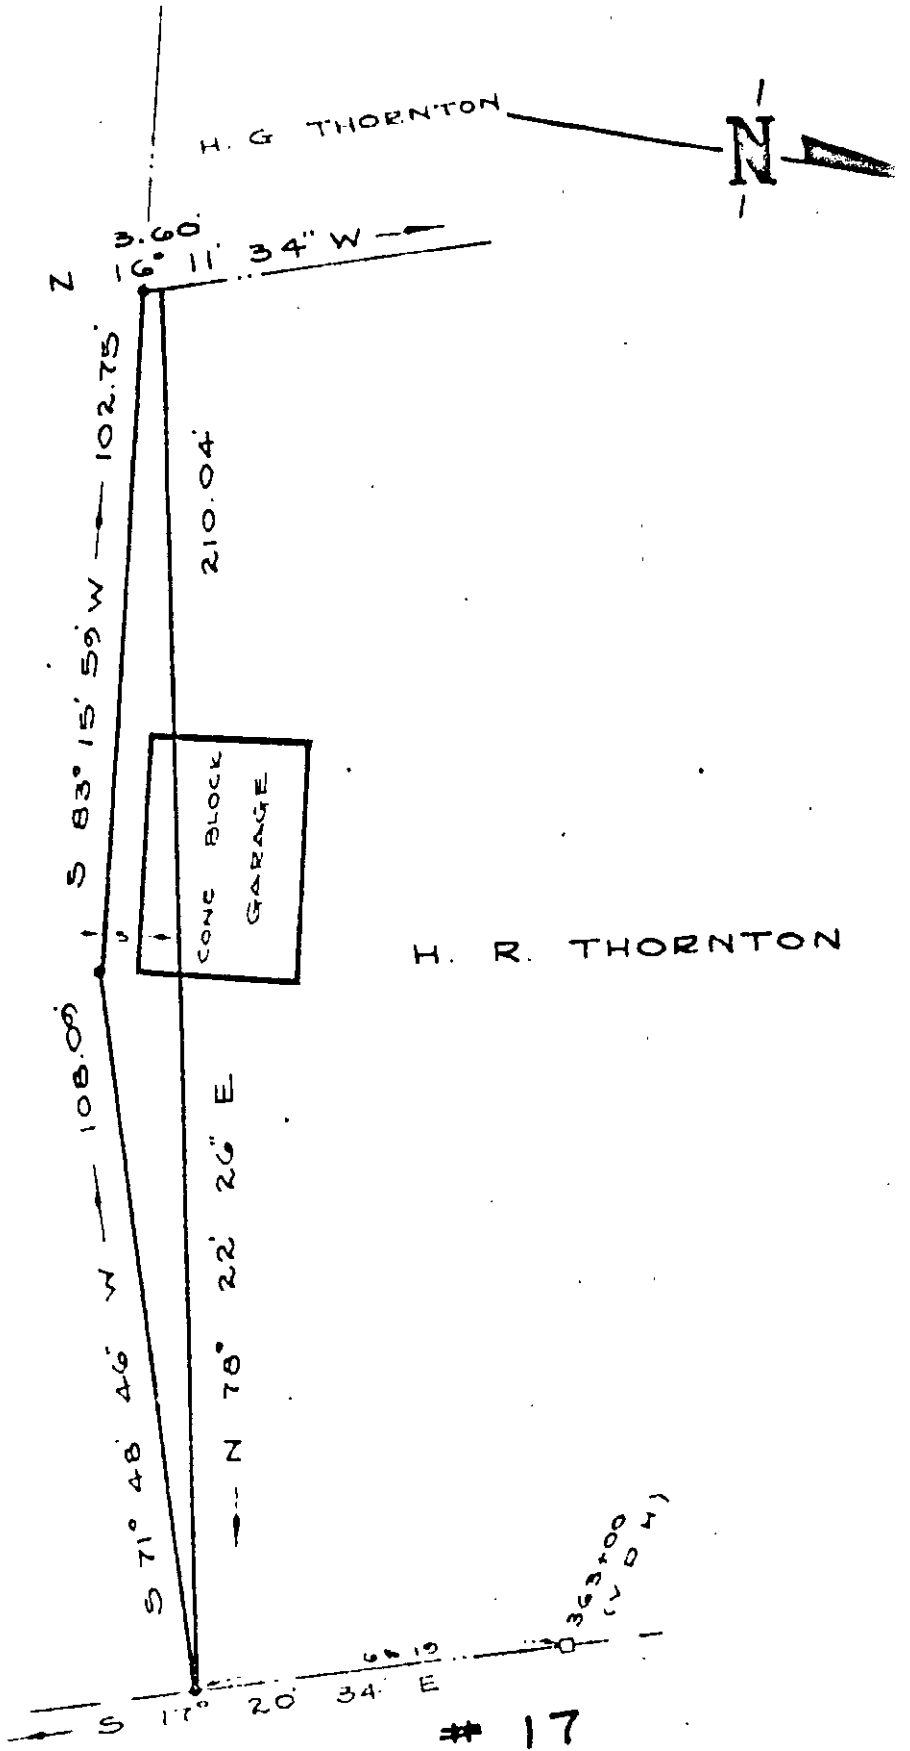 H. G THORNTON
N
3.60'
N 16° 11' 34" W
S 83° 15' 59" W 102.75'
210.04'
CONC BLOCK
GARAGE
H. R. THORNTON
S 71° 48' 46" W 108.09'
N 78° 22' 26" E
363+00
(V D H)
S 17° 20' 34" E
# 17